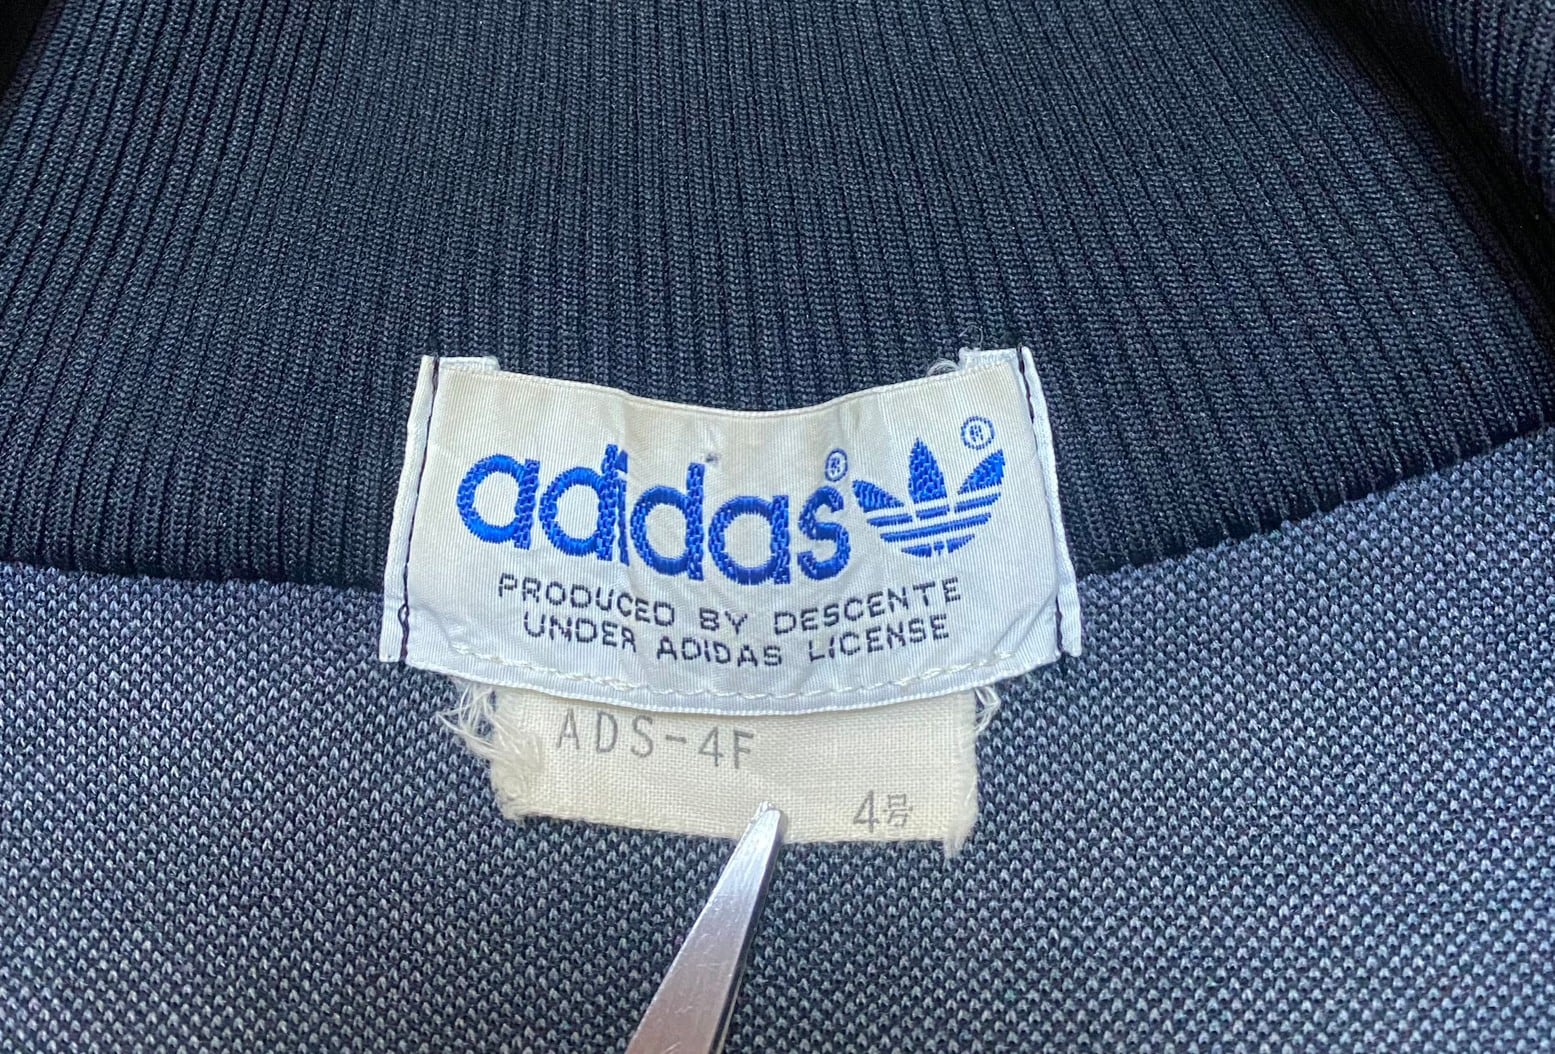 adidas® ®
PRODUCED BY DESCENTE
UNDER ADIDAS LICENSE
ADS-4F
4号